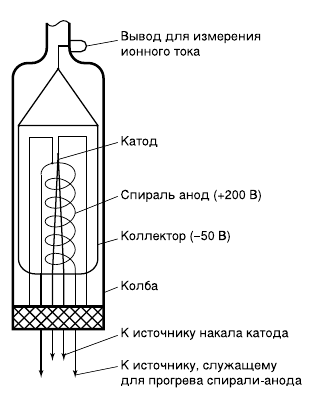 Вывод для измерения
ионного тока
Катод
Спираль анод (+200 В)
Коллектор (–50 В)
Колба
К источнику накала катода
К источнику, служащему
для прогрева спирали-анода